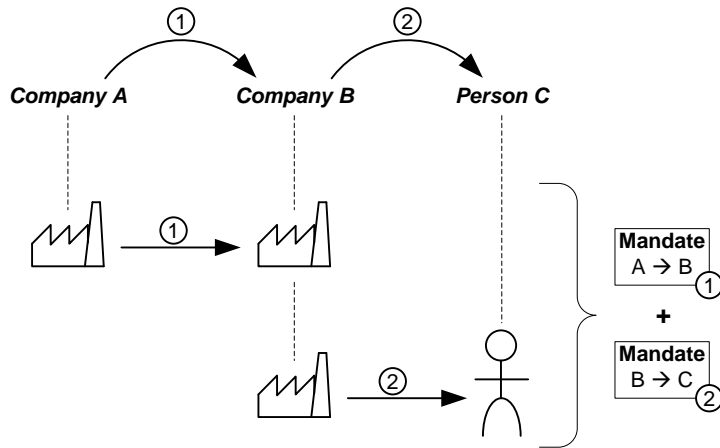 1
2
Company A
Company B
Person C
1
Mandate
A → B
1
+
Mandate
B → C
2
2